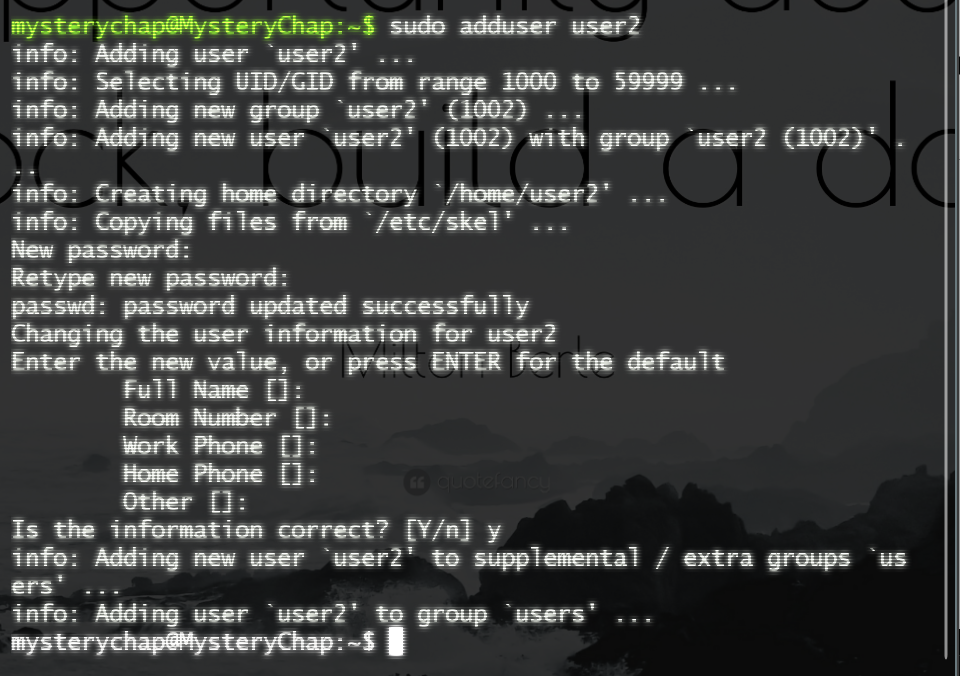 pportunity doe
mysterychap@MysteryChap:~$ sudo adduser user2
info: Adding user `user2' ...
info: Selecting UID/GID from range 1000 to 59999 ...
info: Adding new group `user2' (1002) ...
info: Adding new user `user2' (1002) with group `user2 (1002)' .
..
ock, build a do
info: Creating home directory `/home/user2' ...
info: Copying files from `/etc/skel' ...
New password:
Retype new password:
passwd: password updated successfully
Changing the user information for user2
Enter the new value, or press ENTER for the default
Milton Berle
        Full Name []:
        Room Number []:
        Work Phone []:
        Home Phone []:
quotefancy
        Other []:
Is the information correct? [Y/n] y
info: Adding new user `user2' to supplemental / extra groups `us
ers' ...
info: Adding user `user2' to group `users' ...
mysterychap@MysteryChap:~$